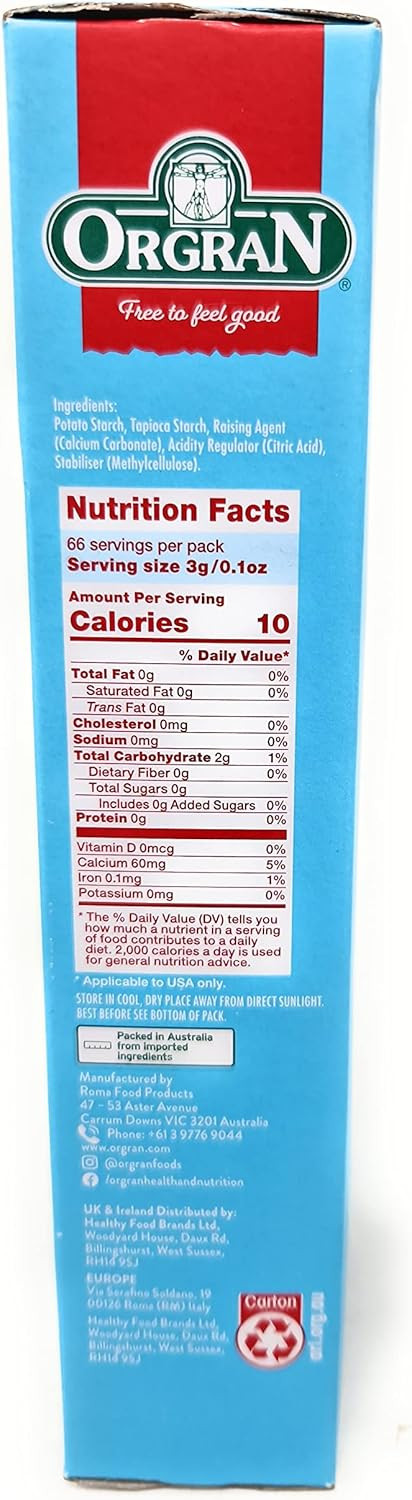 ORGRAN
®
Free to feel good
Ingredients:
Potato Starch, Tapioca Starch, Raising Agent
(Calcium Carbonate), Acidity Regulator (Citric Acid),
Stabiliser (Methylcellulose).
Nutrition Facts
66 servings per pack
Serving size 3g/0.1oz
Amount Per Serving
Calories 10
% Daily Value*
Total Fat 0g 0%
Saturated Fat 0g 0%
Trans Fat 0g
Cholesterol 0mg 0%
Sodium 0mg 0%
Total Carbohydrate 2g 1%
Dietary Fiber 0g 0%
Total Sugars 0g
Includes 0g Added Sugars 0%
Protein 0g 0%
Vitamin D 0mcg 0%
Calcium 60mg 5%
Iron 0.1mg 1%
Potassium 0mg 0%
* The % Daily Value (DV) tells you
how much a nutrient in a serving
of food contributes to a daily
diet. 2,000 calories a day is used
for general nutrition advice.
* Applicable to USA only.
STORE IN COOL, DRY PLACE AWAY FROM DIRECT SUNLIGHT.
BEST BEFORE SEE BOTTOM OF PACK.
Packed in Australia
from imported
ingredients
Manufactured by
Roma Food Products
47 – 53 Aster Avenue
Carrum Downs VIC 3201 Australia
Phone: +61 3 9776 9044
www.orgran.com
@orgranfoods
/orgranhealthandnutrition
UK & Ireland Distributed by:
Healthy Food Brands Ltd,
Woodyard House, Daux Rd,
Billingshurst, West Sussex,
RH14 9SJ
EUROPE
Via Serafino Soldano, 19
00126 Roma (RM) Italy
Healthy Food Brands Ltd,
Woodyard House, Daux Rd,
Billingshurst, West Sussex,
RH14 9SJ
Carton
arl.org.au